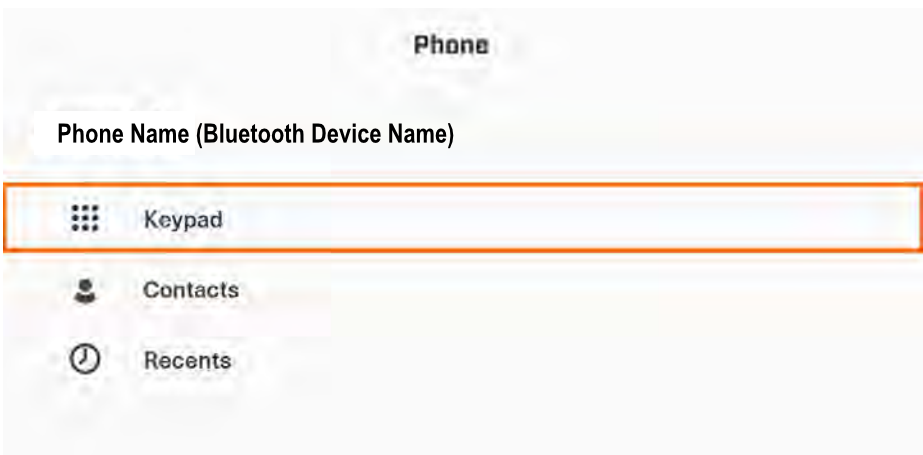 Phone
Phone Name (Bluetooth Device Name)
Keypad
Contacts
Recents